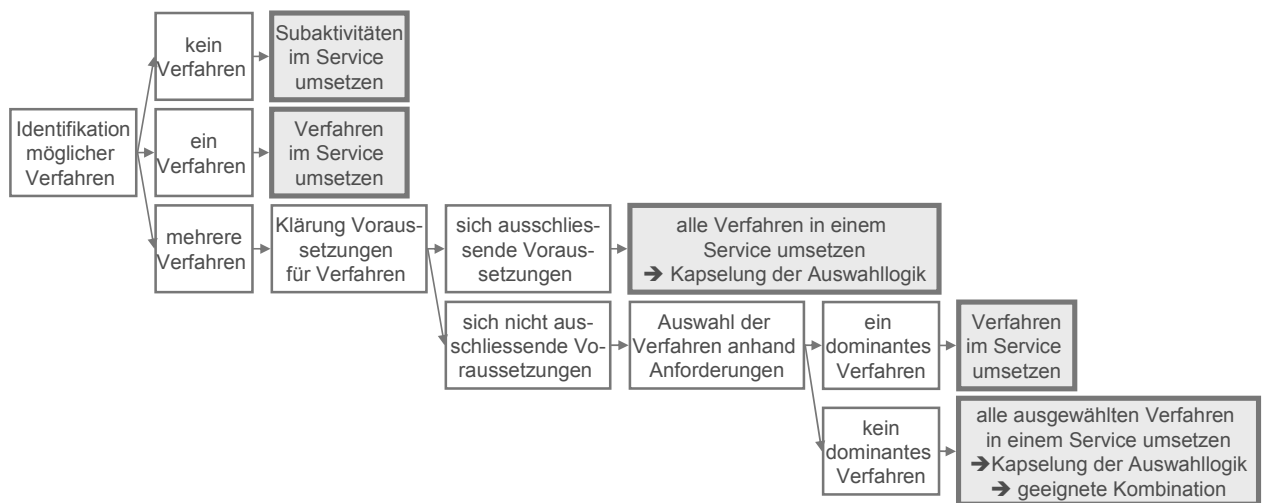 kein
Verfahren
Subaktivitäten
im Service
umsetzen
Identifikation
möglicher
Verfahren
ein
Verfahren
Verfahren
im Service
umsetzen
mehrere
Verfahren
Klärung Voraus-
setzungen
für Verfahren
sich ausschlies-
sende Voraus-
setzungen
alle Verfahren in einem
Service umsetzen
➔ Kapselung der Auswahllogik
sich nicht aus-
schliessende Vo-
raussetzungen
Auswahl der
Verfahren anhand
Anforderungen
ein
dominantes
Verfahren
Verfahren
im Service
umsetzen
kein
dominantes
Verfahren
alle ausgewählten Verfahren
in einem Service umsetzen
➔Kapselung der Auswahllogik
➔ geeignete Kombination